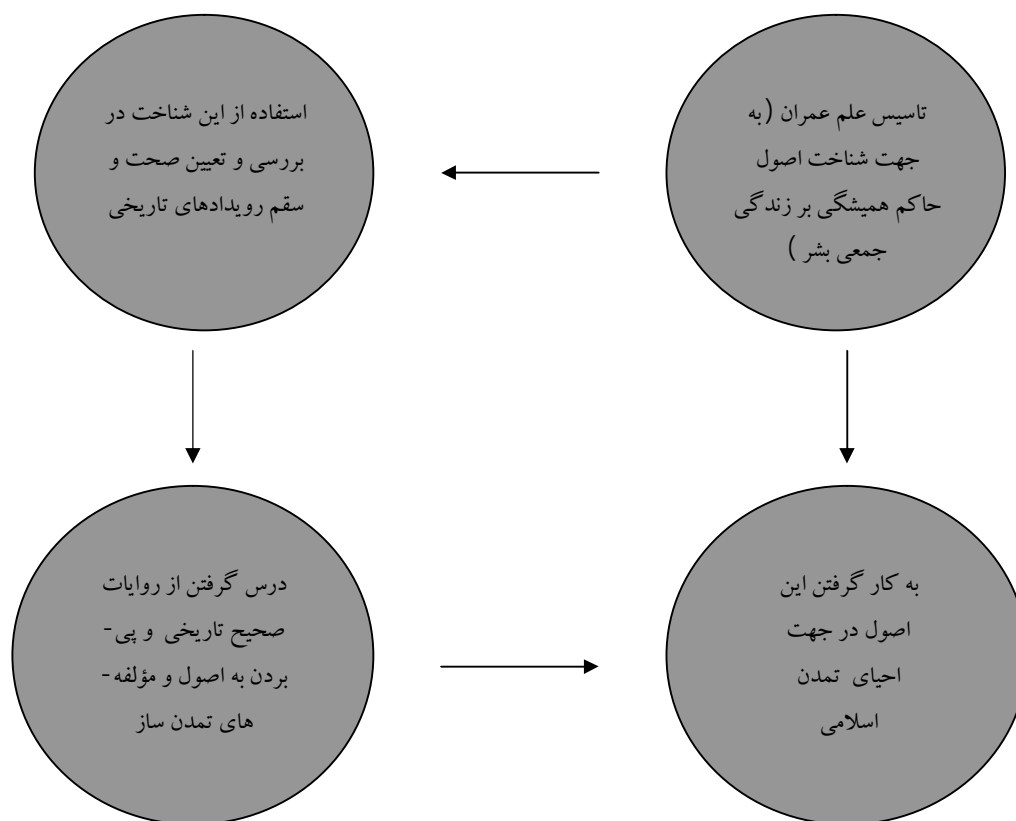 تاسیس علم عمران (به
جهت شناخت اصول
حاکم همیشگی بر زندگی
جمعی بشر )
استفاده از این شناخت در
بررسی و تعیین صحت و
سقم رویدادهای تاریخی
درس گرفتن از روایات
صحیح تاریخی و پی-
بردن به اصول و مؤلفه-
های تمدن ساز
به کار گرفتن این
اصول در جهت
احیای تمدن
اسلامی